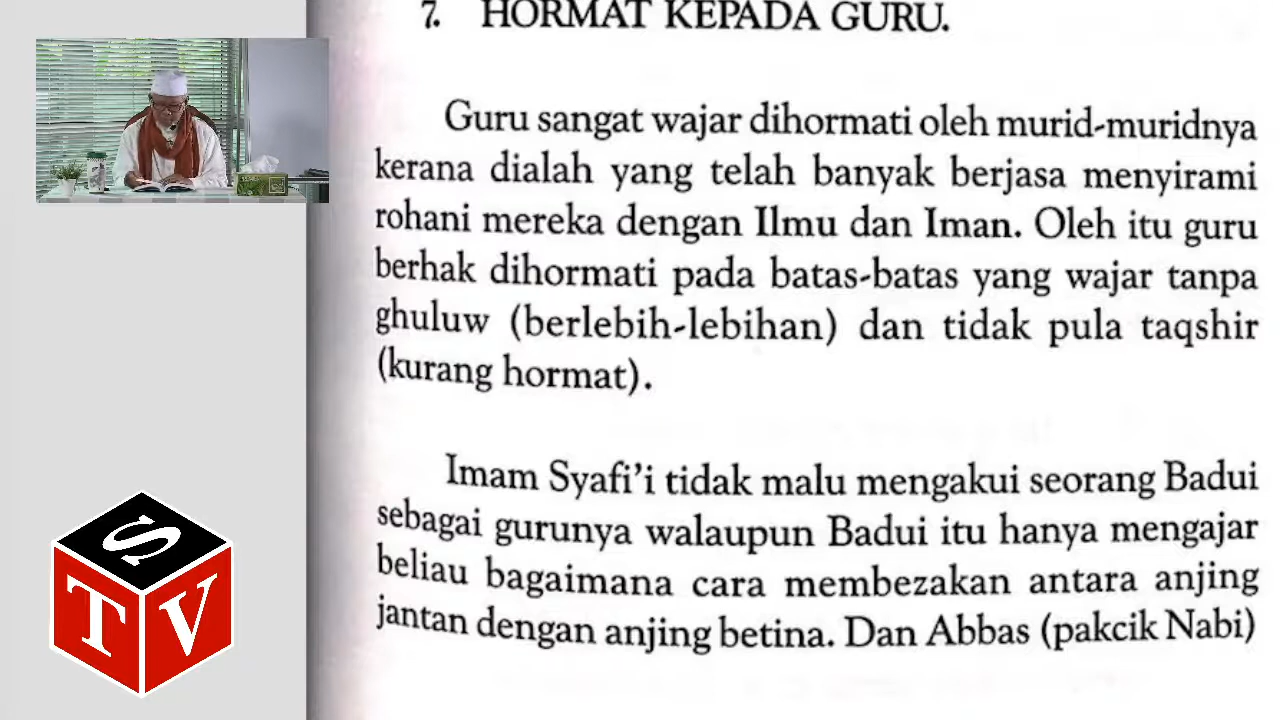 7. HORMAT KEPADA GURU.
Guru sangat wajar dihormati oleh murid-muridnya
kerana dialah yang telah banyak berjasa menyirami
rohani mereka dengan Ilmu dan Iman. Oleh itu guru
berhak dihormati pada batas-batas yang wajar tanpa
ghuluw (berlebih-lebihan) dan tidak pula taqshir
(kurang hormat).
Imam Syafi'i tidak malu mengakui seorang Badui
sebagai gurunya walaupun Badui itu hanya mengajar
beliau bagaimana cara membezakan antara anjing
jantan dengan anjing betina. Dan Abbas (pakcik Nabi)
S
T V